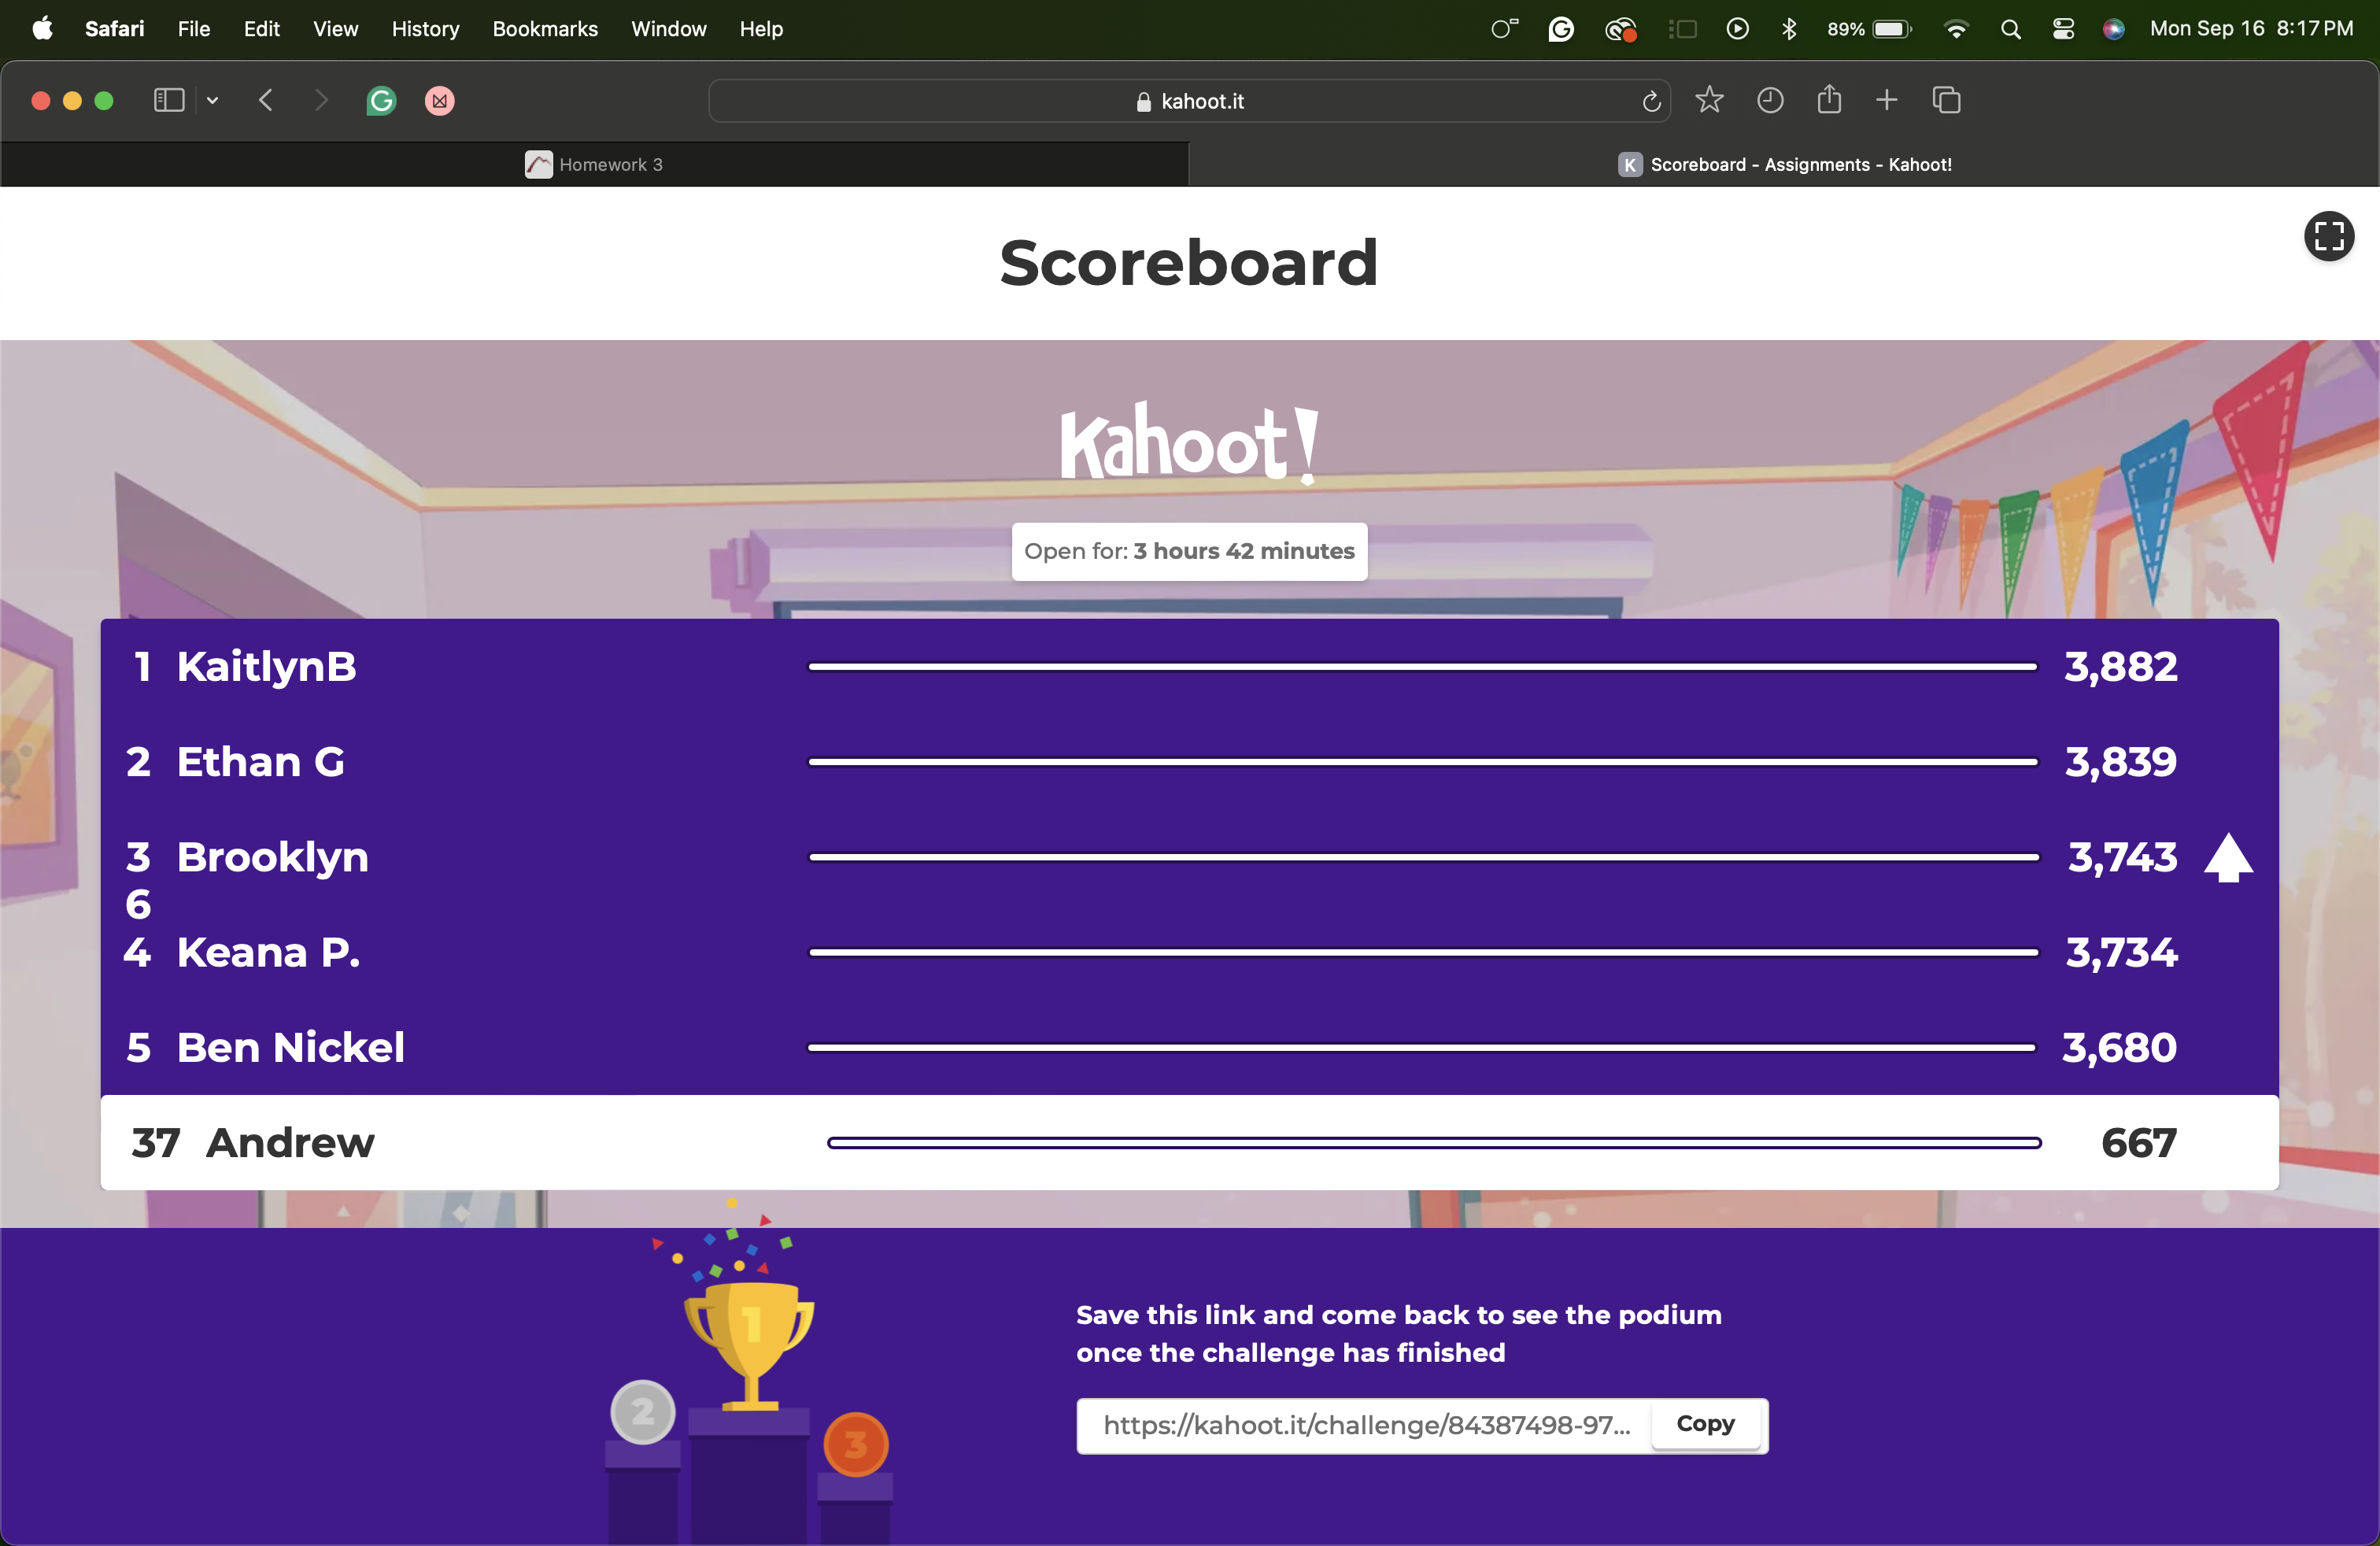 Safari File Edit View History Bookmarks Window Help 89% Mon Sep 16 8:17 PM
kahoot.it
Homework 3 K Scoreboard - Assignments - Kahoot!
Scoreboard
Kahoot!
Open for: 3 hours 42 minutes
1 KaitlynB 3,882
2 Ethan G 3,839
3 Brooklyn 3,743
6
4 Keana P. 3,734
5 Ben Nickel 3,680
37 Andrew 667
1
2
3
Save this link and come back to see the podium
once the challenge has finished
https://kahoot.it/challenge/84387498-97... Copy